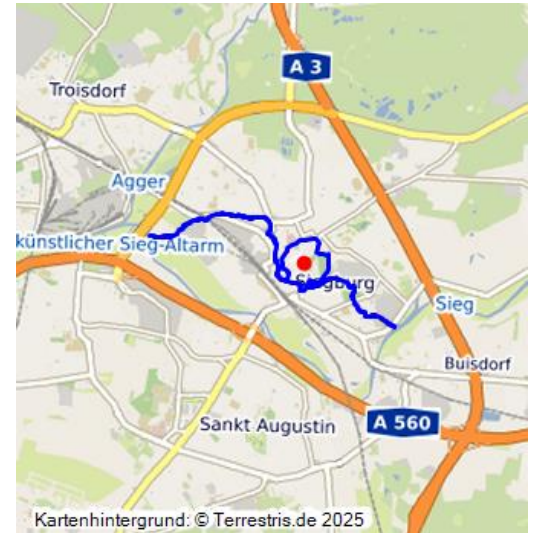 A 3
Troisdorf
Agger
künstlicher Sieg-Altarm
Siegburg
Sieg
Buisdorf
Sankt Augustin
A 560
Kartenhintergrund: © Terrestris.de 2025